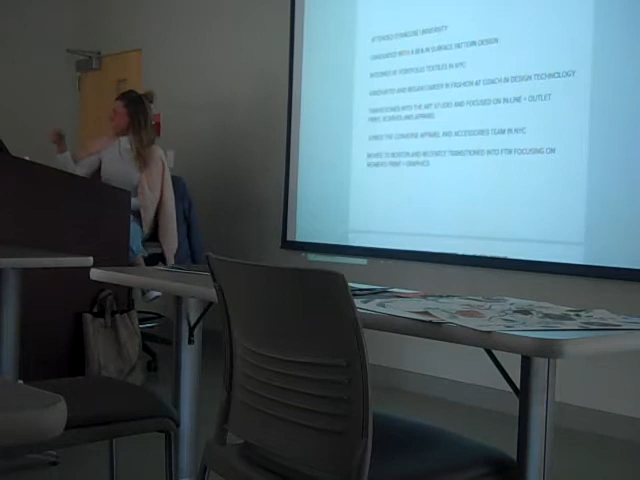 ATTENDED SYRACUSE UNIVERSITY
GRADUATED WITH A BFA IN SURFACE PATTERN DESIGN
INTERNED AT PORTFOLIO TEXTILES IN NYC
GRADUATED AND BEGAN CAREER IN FASHION AT COACH IN DESIGN TECHNOLOGY
TRANSITIONED INTO THE ART STUDIO AND FOCUSED ON IN-LINE + OUTLET
PRINT, SCARVES AND APPAREL
JOINED THE CONVERSE APPAREL AND ACCESSORIES TEAM IN NYC
MOVED TO BOSTON AND RECENTLY TRANSITIONED INTO FTW FOCUSING ON
WOMEN'S PRINT + GRAPHICS